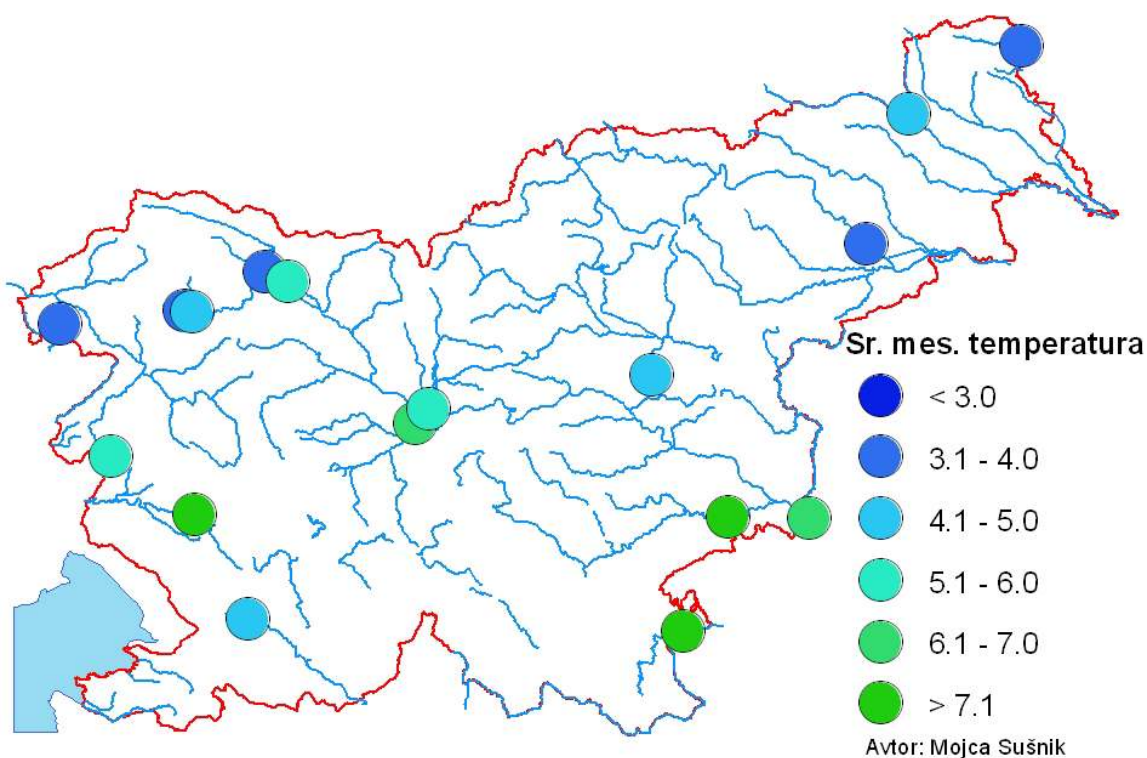 Sr. mes. temperatura
< 3.0
3.1 - 4.0
4.1 - 5.0
5.1 - 6.0
6.1 - 7.0
> 7.1
Avtor: Mojca Sušnik